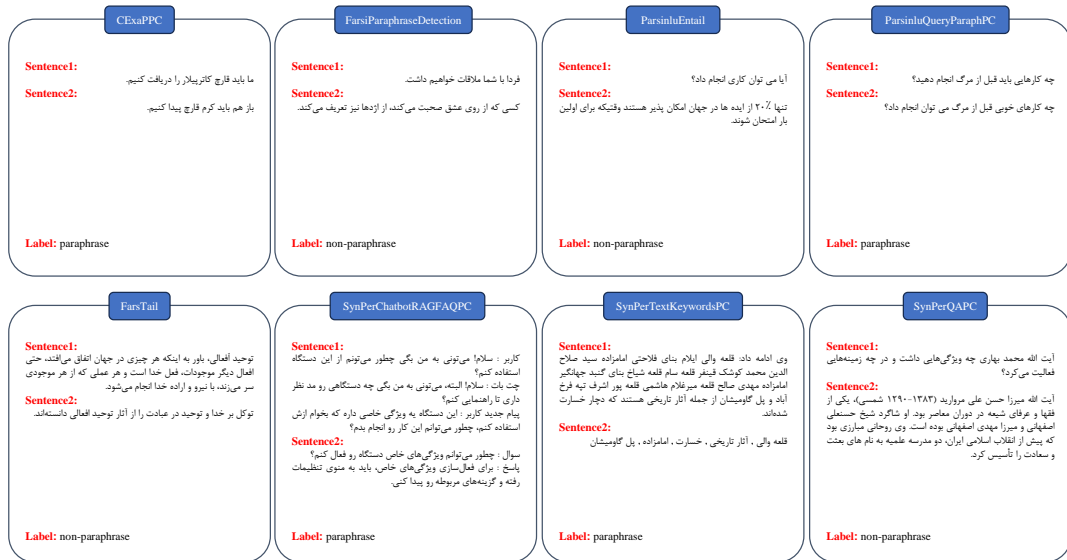 CExaPPC
Sentence1:
ما باید قارچ کاترپیلار را دریافت کنیم.
Sentence2:
باز هم باید کرم قارچ پیدا کنیم.
Label: paraphrase
FarsiParaphraseDetection
Sentence1:
فردا با شما ملاقات خواهیم داشت.
Sentence2:
کسی که از روی عشق صحبت می‌کند، از اژدها نیز تعریف می‌کند.
Label: non-paraphrase
ParsinluEntail
Sentence1:
آیا می توان کاری انجام داد؟
Sentence2:
تنها ۲۰٪ از ایده ها در جهان امکان پذیر هستند وقتیکه برای اولین
بار امتحان شوند.
Label: non-paraphrase
ParsinluQueryParaphPC
Sentence1:
چه کارهایی باید قبل از مرگ انجام دهید؟
Sentence2:
چه کارهای خوبی قبل از مرگ می توان انجام داد؟
Label: paraphrase
FarsTail
Sentence1:
توحید أفعالی، باور به اینکه هر چیزی در جهان اتفاق می‌افتد، حتی
افعال دیگر موجودات، فعل خدا است و هر عملی که از هر موجودی
سر می‌زند، با نیرو و اراده خدا انجام می‌شود.
Sentence2:
توکل بر خدا و توحید در عبادت را از آثار توحید افعالی دانسته‌اند.
Label: non-paraphrase
SynPerChatbotRAGFAQPC
Sentence1:
کاربر : سلام! می‌تونی به من بگی چطور می‌تونم از این دستگاه
استفاده کنم؟
چت بات : سلام! البته، می‌تونی به من بگی چه دستگاهی رو مد نظر
داری تا راهنمایی کنم؟
پیام جدید کاربر : این دستگاه یه ویژگی خاصی داره که بخوام ازش
استفاده کنم، چطور می‌تونم این کار رو انجام بدم؟
Sentence2:
سوال : چطور می‌توانم ویژگی‌های خاص دستگاه رو فعال کنم؟
پاسخ : برای فعال‌سازی ویژگی‌های خاص، باید به منوی تنظیمات
رفته و گزینه‌های مربوطه رو پیدا کنی.
Label: paraphrase
SynPerTextKeywordsPC
Sentence1:
وی ادامه داد: قلعه والی ایلام بنای فلاحتی امامزاده سید صلاح
الدین محمد کوشک قینفر قلعه سام قلعه شیاخ بنای گنبد جهانگیر
امامزاده مهدی صالح قلعه میرغلام هاشمی قلعه پور اشرف تپه فرخ
آباد و پل گاومیشان از جمله آثار تاریخی هستند که دچار خسارت
شده‌اند.
Sentence2:
قلعه والی , آثار تاریخی , خسارت , امامزاده , پل گاومیشان
Label: paraphrase
SynPerQAPC
Sentence1:
آیت الله محمد بهاری چه ویژگی‌هایی داشت و در چه زمینه‌هایی
فعالیت می‌کرد؟
Sentence2:
آیت الله میرزا حسن علی مروارید (۱۳۸۳-۱۲۹۰ شمسی)، یکی از
فقها و عرفای شیعه در دوران معاصر بود. او شاگرد شیخ حسنعلی
اصفهانی و میرزا مهدی اصفهانی بوده است. وی روحانی مبارزی بود
که پیش از انقلاب اسلامی ایران، دو مدرسه علمیه به نام های بعثت
و سعادت را تأسیس کرد.
Label: non-paraphrase